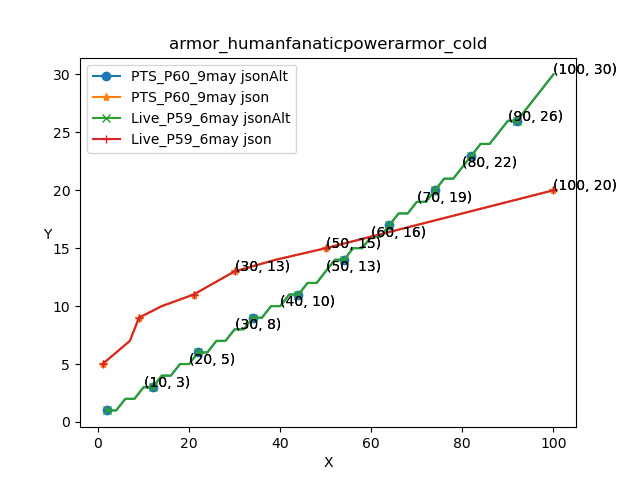 armor_humanfanaticpowerarmor_cold
PTS_P60_9may jsonAlt
PTS_P60_9may json
Live_P59_6may jsonAlt
Live_P59_6may json
(100, 30)
(90, 26)
(80, 22)
(100, 20)
(70, 19)
(60, 16)
(50, 15)
(30, 13)
(50, 13)
(40, 10)
(30, 8)
(20, 5)
(10, 3)
30
25
20
15
10
5
0
Y
0 20 40 60 80 100
X